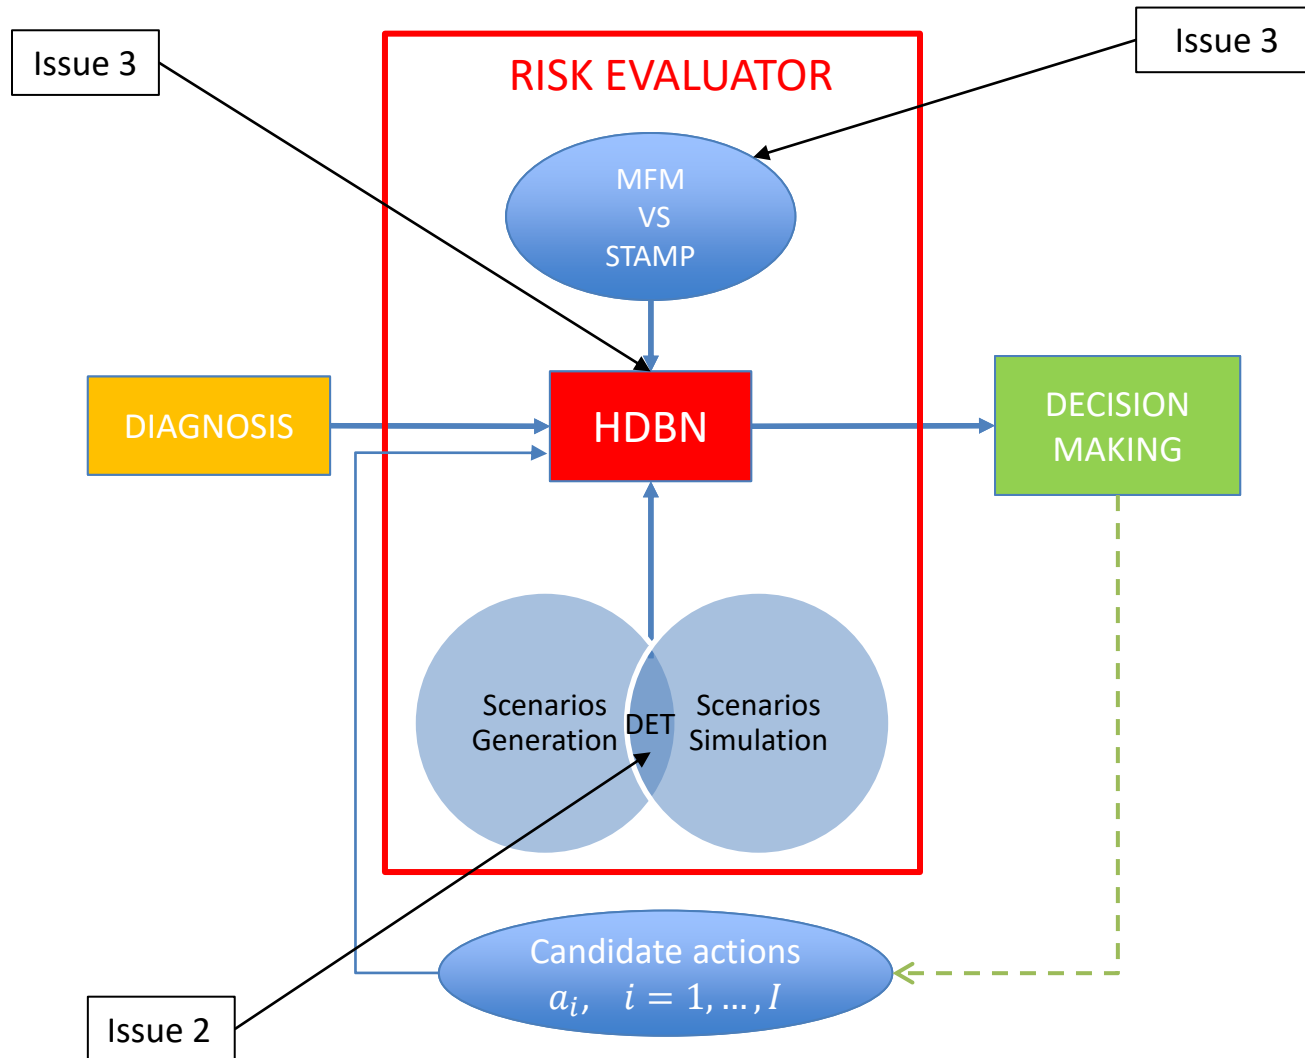 Issue 3
Issue 3
RISK EVALUATOR
MFM
VS
STAMP
DIAGNOSIS
HDBN
DECISION
MAKING
Scenarios
Generation
DET
Scenarios
Simulation
Candidate actions
a_i, i = 1, … , I
Issue 2